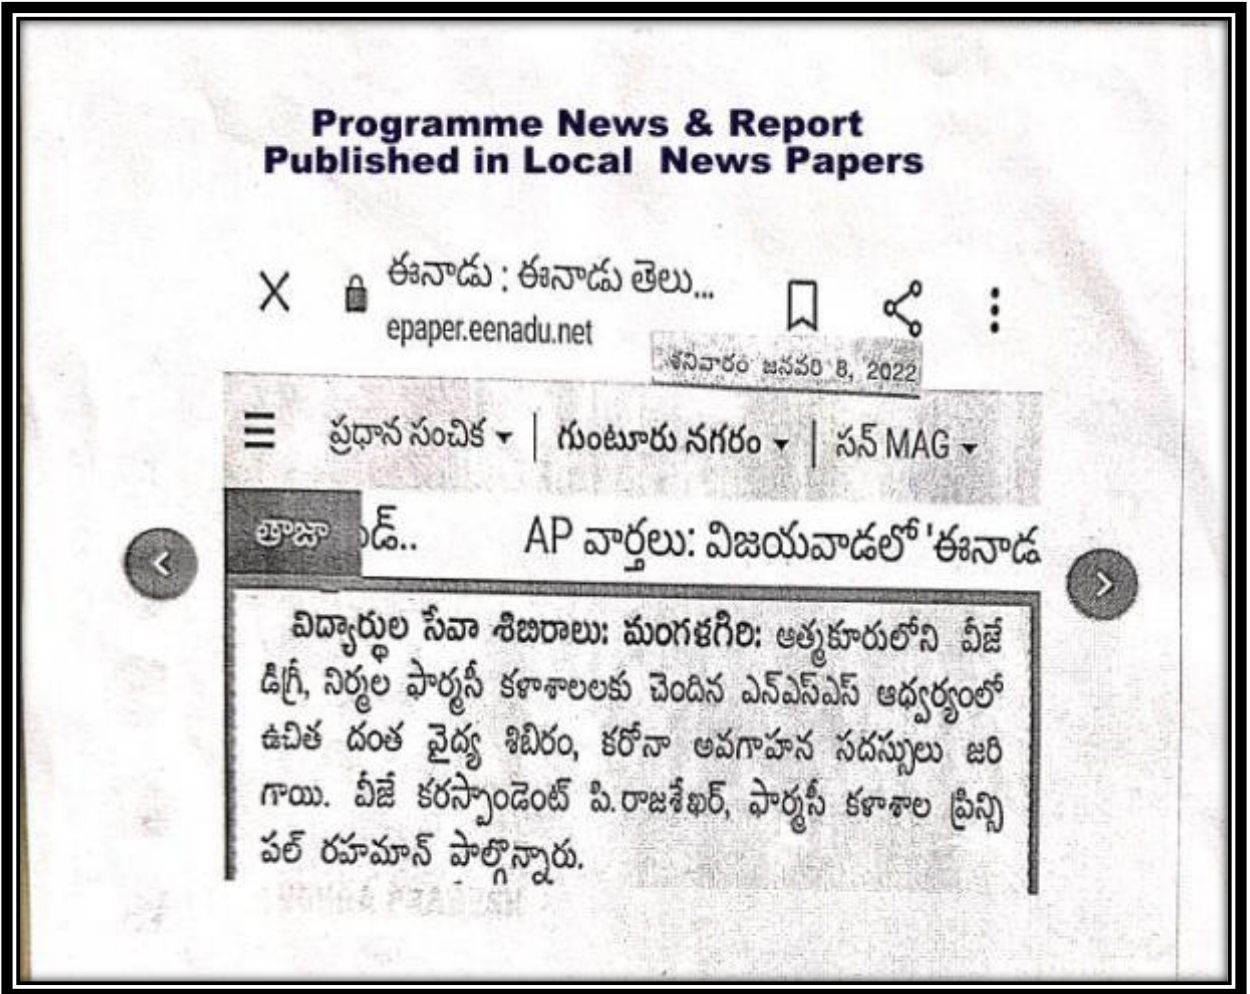 Programme News & Report
Published in Local News Papers
ఈనాడు : ఈనాడు తెలు...
epaper.eenadu.net
శనివారం జనవరి 8, 2022
ప్రధాన సంచిక | గుంటూరు నగరం | సన్ MAG
తాజా డ్.. AP వార్తలు: విజయవాడలో 'ఈనాడ
విద్యార్థుల సేవా శిబిరాలు: మంగళగిరి: ఆత్మకూరులోని వీజే
డిగ్రీ, నిర్మల ఫార్మసీ కళాశాలలకు చెందిన ఎన్ఎస్ఎస్ ఆధ్వర్యంలో
ఉచిత దంత వైద్య శిబిరం, కరోనా అవగాహన సదస్సులు జరి
గాయి. వీజే కరస్పాండెంట్ పి.రాజశేఖర్, ఫార్మసీ కళాశాల ప్రిన్సి
పల్ రహమాన్ పాల్గొన్నారు.